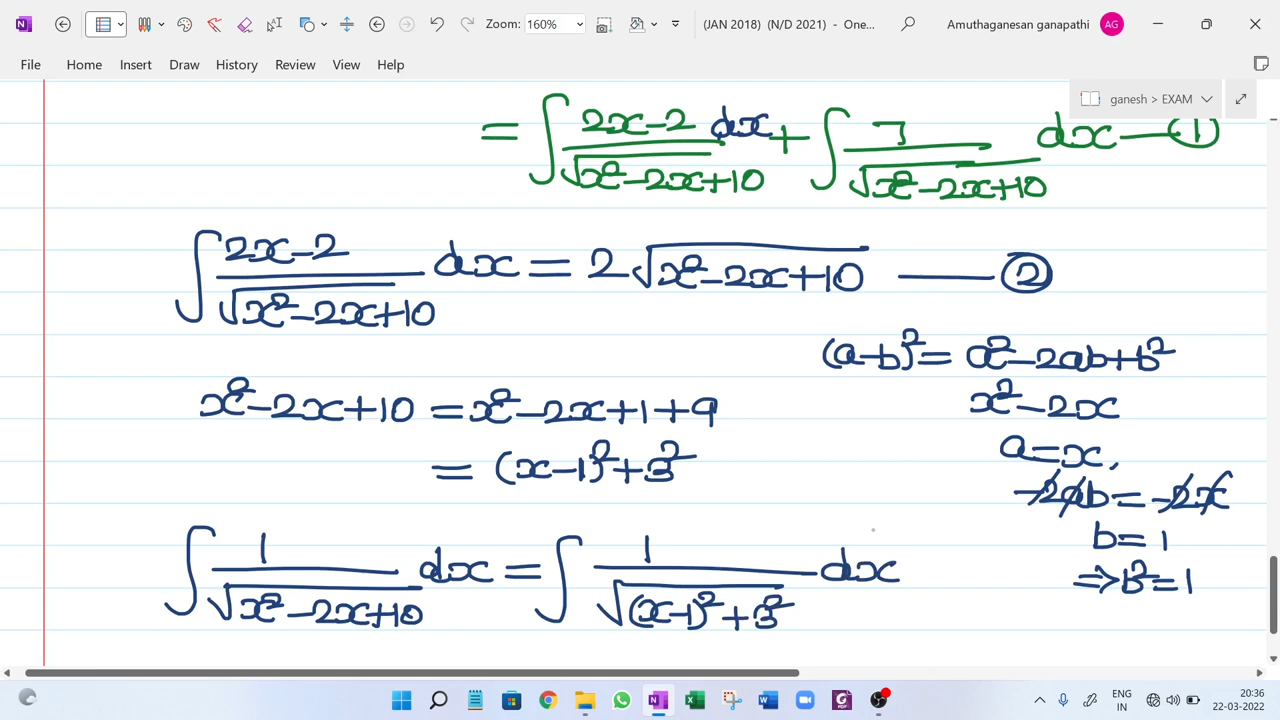 Zoom: 160% (JAN 2018) (N/D 2021) - One... Amuthaganesan ganapathi AG
File Home Insert Draw History Review View Help
ganesh > EXAM
= ∫ (2x-2)/√(x²-2x+10) dx + ∫ 7/√(x²-2x+10) dx — ①
∫ (2x-2)/√(x²-2x+10) dx = 2√(x²-2x+10) — ②
(a-b)² = a²-2ab+b²
x²-2x+10 = x²-2x+1+9
x²-2x
= (x-1)²+3²
a=x,
-2ab = -2x
b=1
⇒b²=1
∫ 1/√(x²-2x+10) dx = ∫ 1/√((x-1)²+3²) dx
ENG
IN
20:36
22-03-2022